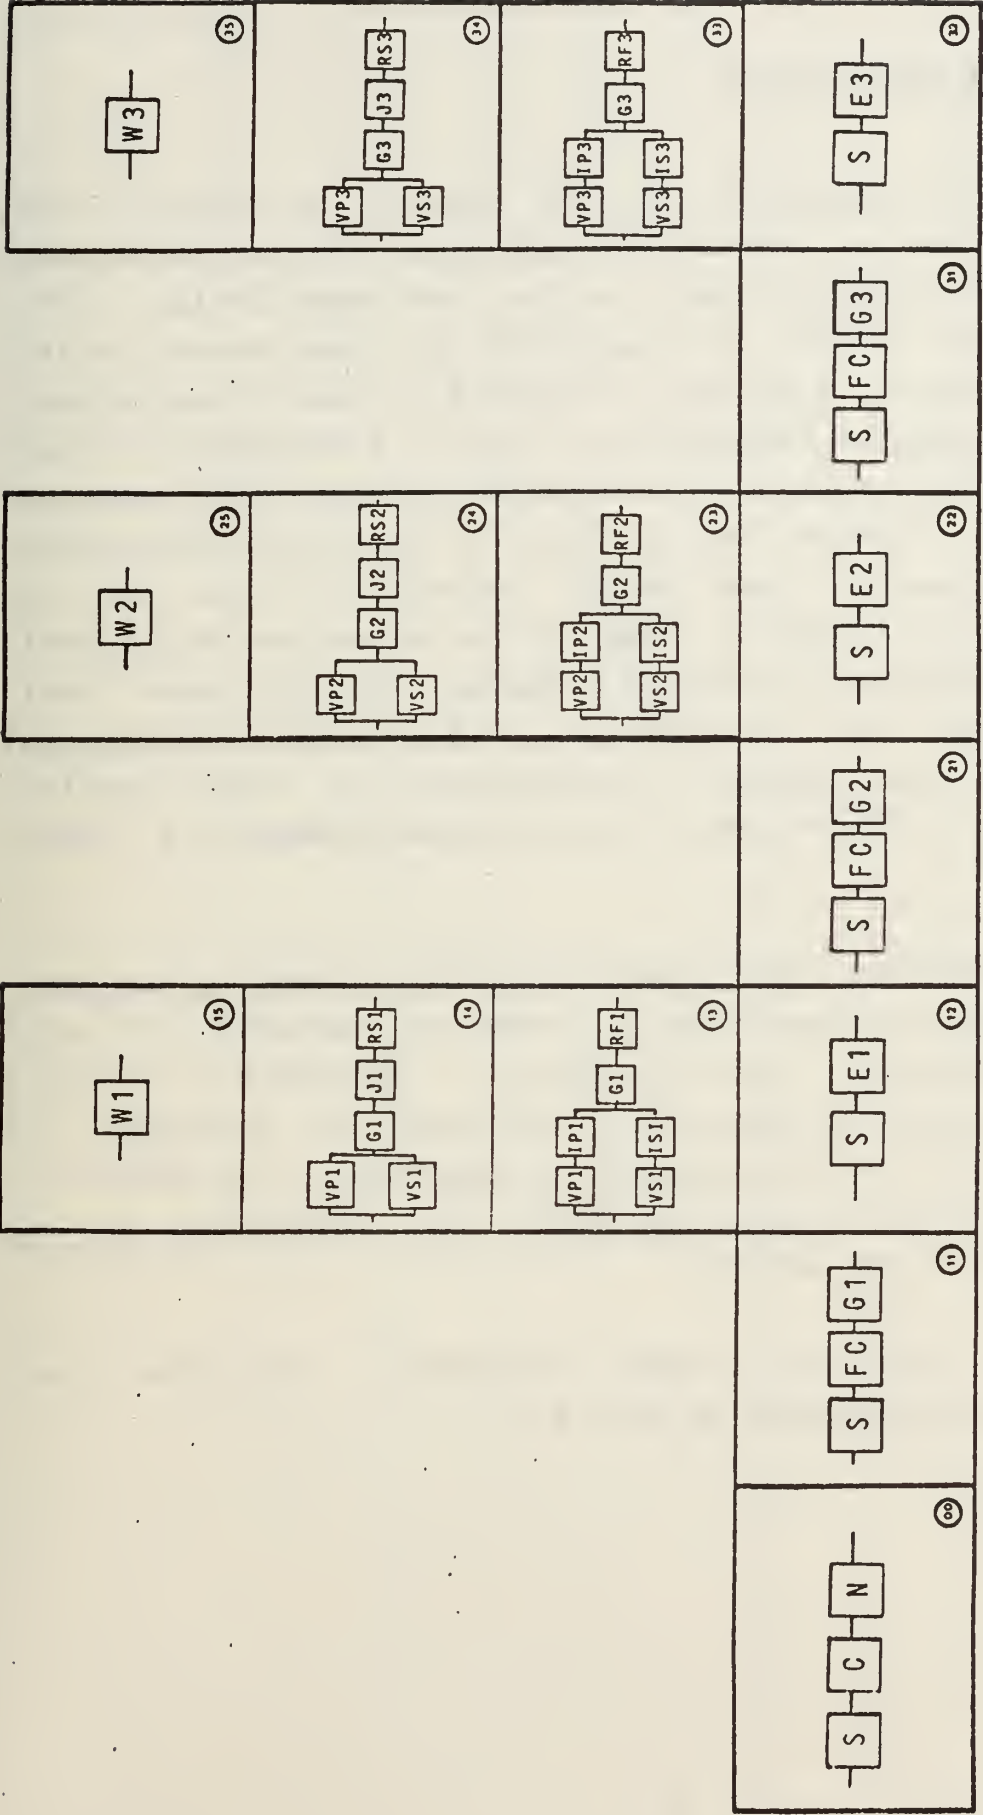 W1
15
W2
25
W3
35
VP1
G1 J1 RS1
VS1
14
VP2
G2 J2 RS2
VS2
24
VP3
G3 J3 RS3
VS3
34
VP1 IP1
G1 RF1
VS1 IS1
13
VP2 IP2
G2 RF2
VS2 IS2
23
VP3 IP3
G3 RF3
VS3 IS3
33
S C N
00
S FC G1
11
S E1
12
S FC G2
21
S E2
22
S FC G3
31
S E3
32